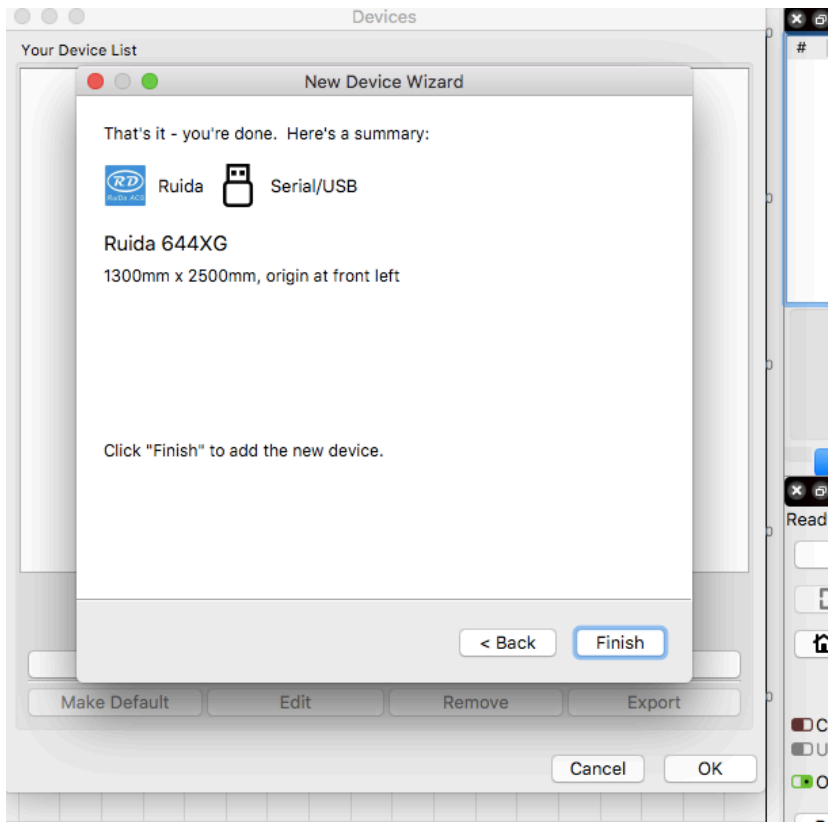 Devices
Your Device List
#
New Device Wizard
That's it - you're done. Here's a summary:
RD
RuiDa ACS
Ruida
Serial/USB
Ruida 644XG
1300mm x 2500mm, origin at front left
Click "Finish" to add the new device.
Read
< Back
Finish
Make Default
Edit
Remove
Export
C
U
Cancel
OK
O